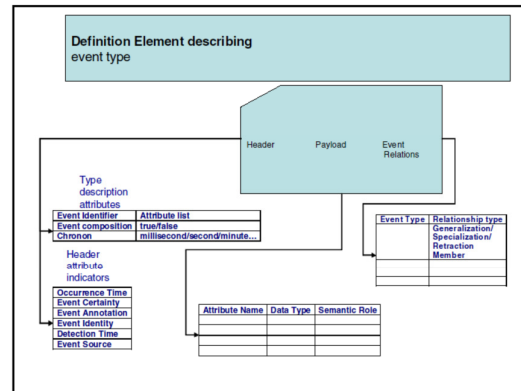 Definition Element describing
event type
Header Payload Event
Relations
Type
description
attributes
Event Identifier Attribute list
Event composition true/false
Chronon millisecond/second/minute...
Header
attribute
indicators
Occurrence Time
Event Certainty
Event Annotation
Event Identity
Detection Time
Event Source
Attribute Name Data Type Semantic Role
Event Type Relationship type
Generalization/
Specialization/
Retraction
Member